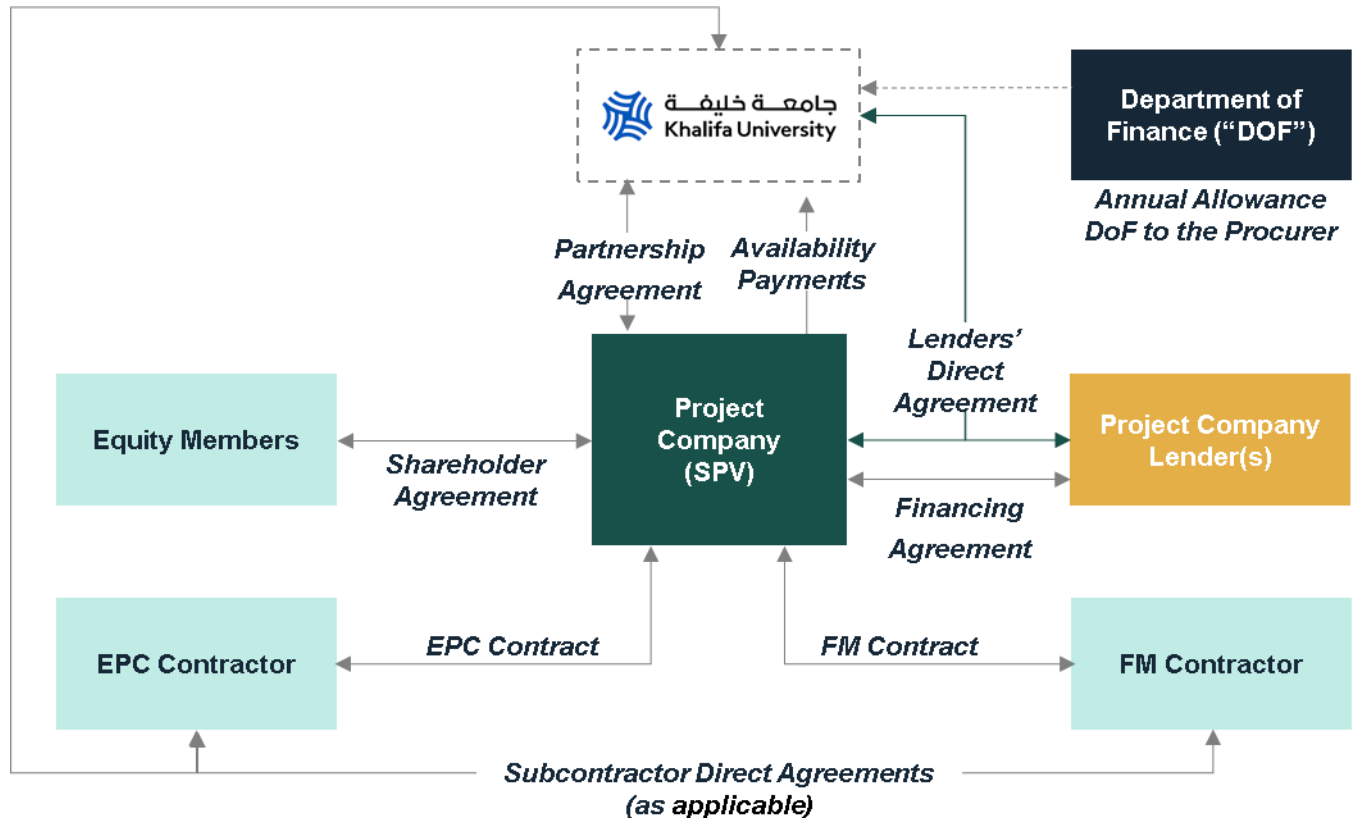 جامعة خليفة
Khalifa University
Department of
Finance (“DOF”)
Annual Allowance
DoF to the Procurer
Partnership
Agreement
Availability
Payments
Lenders’
Direct
Agreement
Equity Members
Shareholder
Agreement
Project
Company
(SPV)
Project Company
Lender(s)
Financing
Agreement
EPC Contractor
EPC Contract
FM Contract
FM Contractor
Subcontractor Direct Agreements
(as applicable)